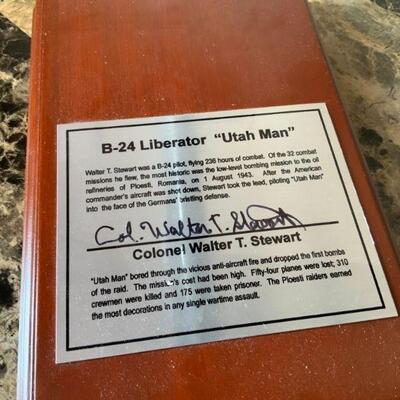 B-24 Liberator "Utah Man"
Walter T. Stewart was a B-24 pilot, flying 236 hours of combat. Of the 32 combat
missions he flew, the most historic was the low-level bombing mission to the oil
refineries of Ploesti, Romania, on 1 August 1943. After the American
commander's aircraft was shot down, Stewart took the lead, piloting "Utah Man"
into the face of the Germans' bristling defense.
Col. Walter T. Stewart
Colonel Walter T. Stewart
"Utah Man" bored through the vicious anti-aircraft fire and dropped the first bombs
of the raid. The mission's cost had been high. Fifty-four planes were lost; 310
crewmen were killed and 175 were taken prisoner. The Ploesti raiders earned
the most decorations in any single wartime assault.